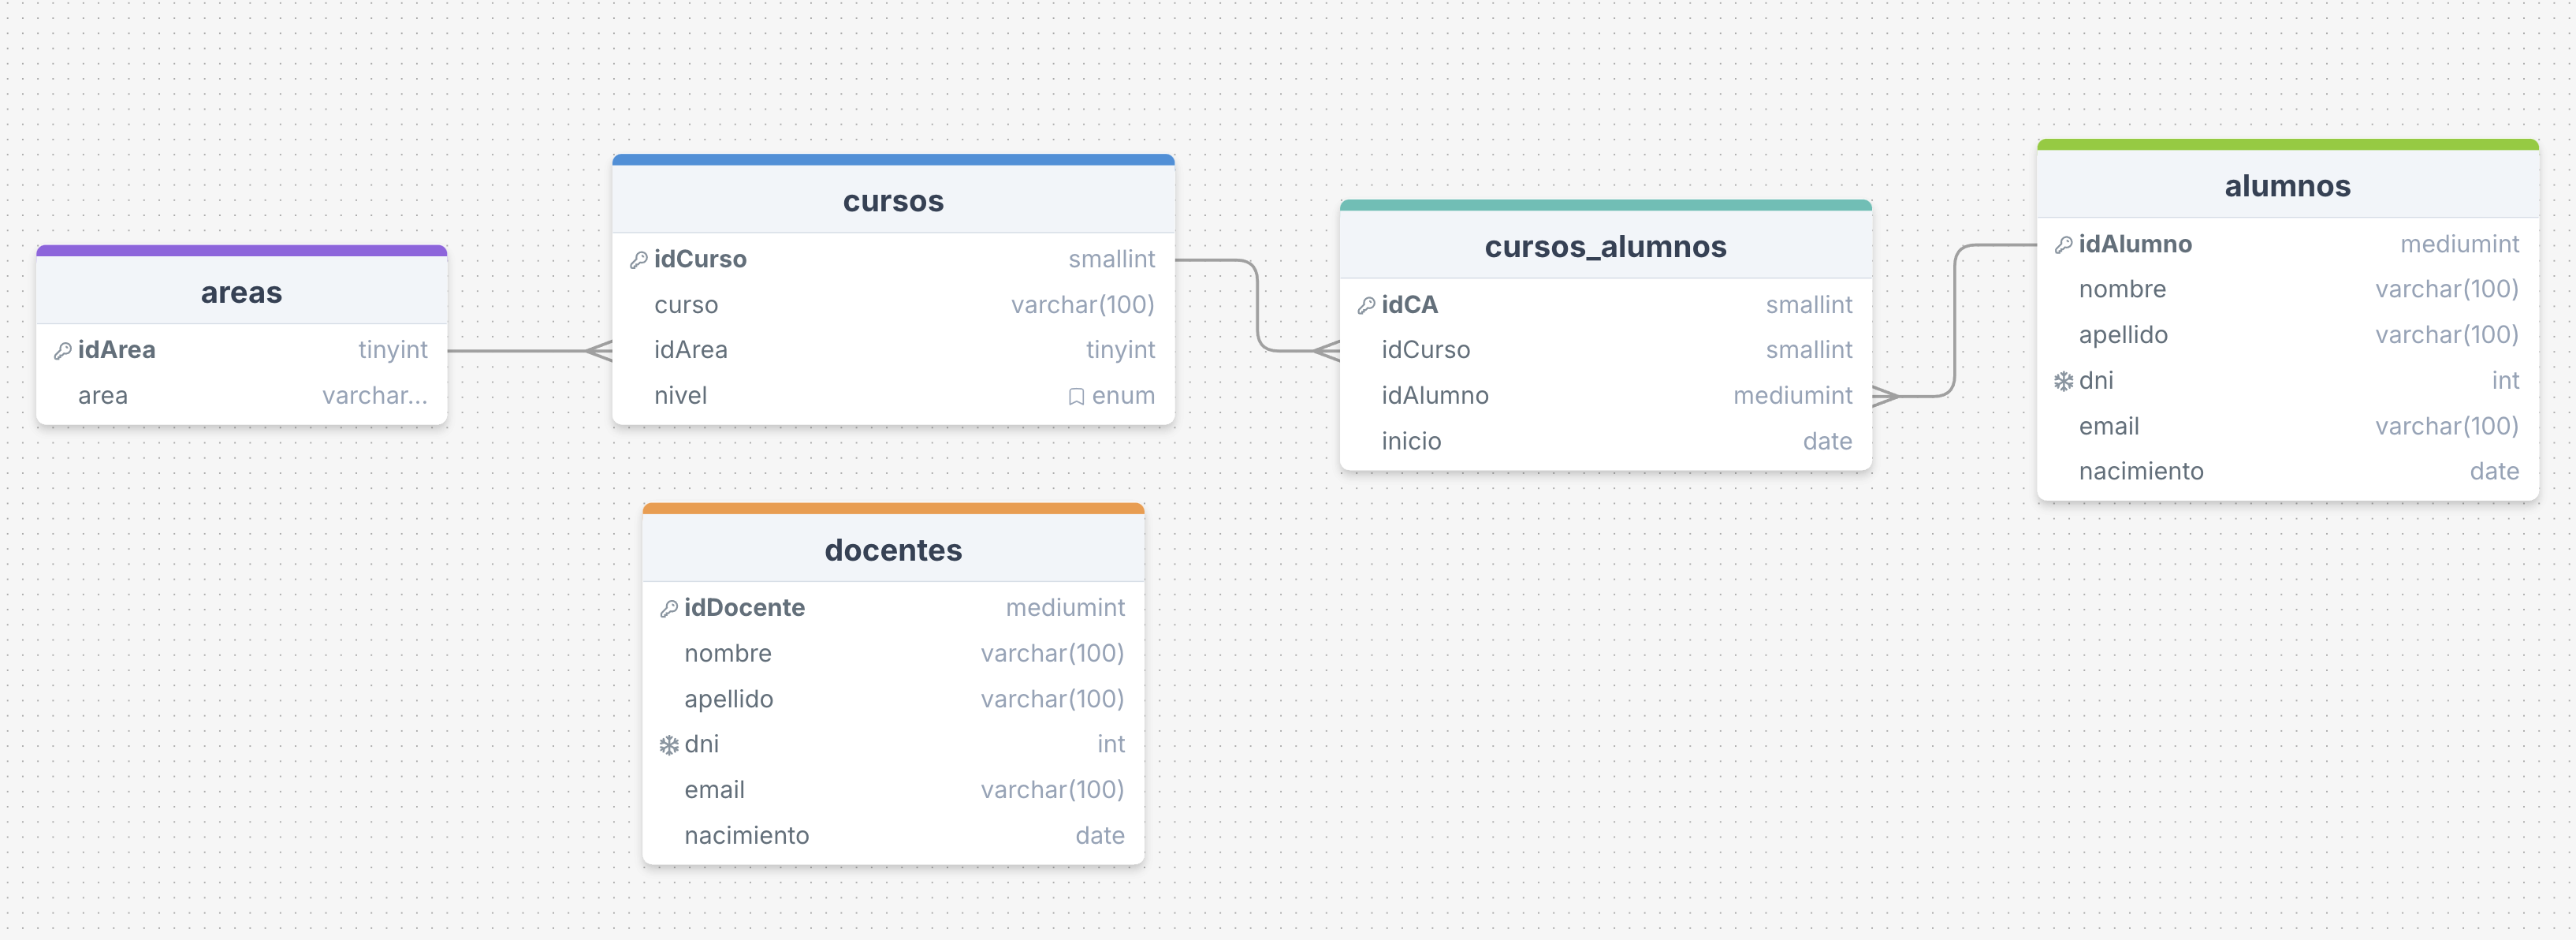 areas
idArea tinyint
area varchar...
cursos
idCurso smallint
curso varchar(100)
idArea tinyint
nivel enum
cursos_alumnos
idCA smallint
idCurso smallint
idAlumno mediumint
inicio date
alumnos
idAlumno mediumint
nombre varchar(100)
apellido varchar(100)
dni int
email varchar(100)
nacimiento date
docentes
idDocente mediumint
nombre varchar(100)
apellido varchar(100)
dni int
email varchar(100)
nacimiento date